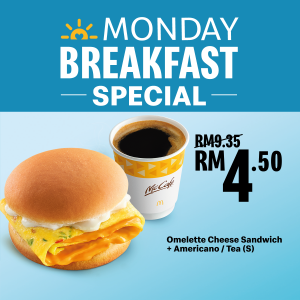 MONDAY
BREAKFAST
SPECIAL
McCafé
RM9.35
RM4.50
Omelette Cheese Sandwich
+ Americano / Tea (S)